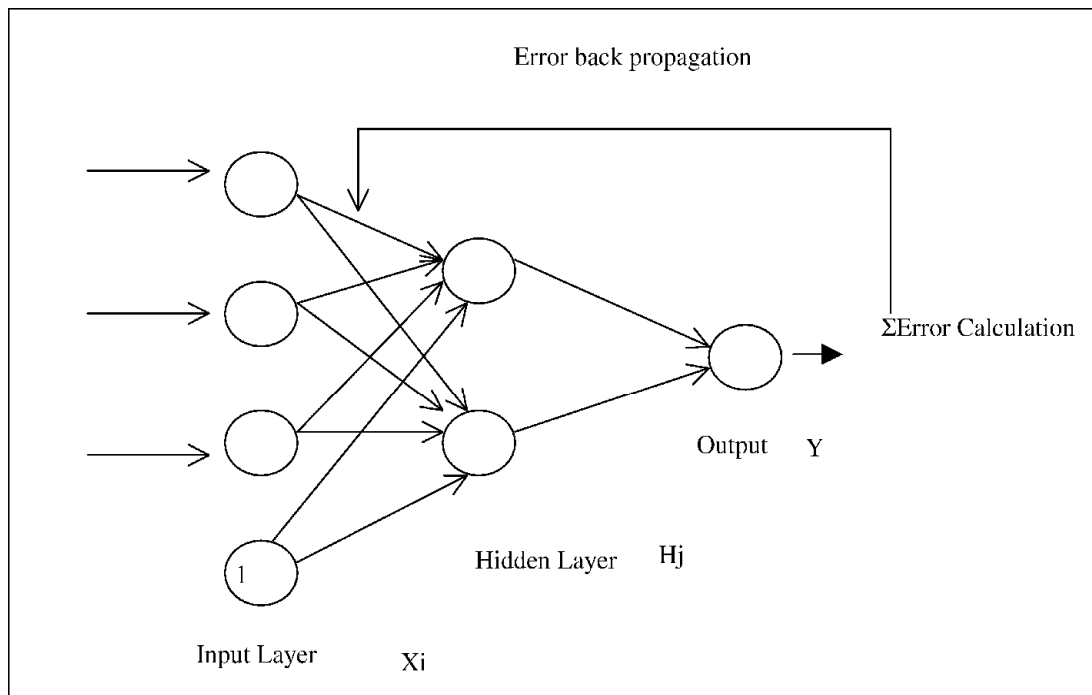 Error back propagation
ΣError Calculation
Output Y
Hidden Layer Hj
1
Input Layer Xi